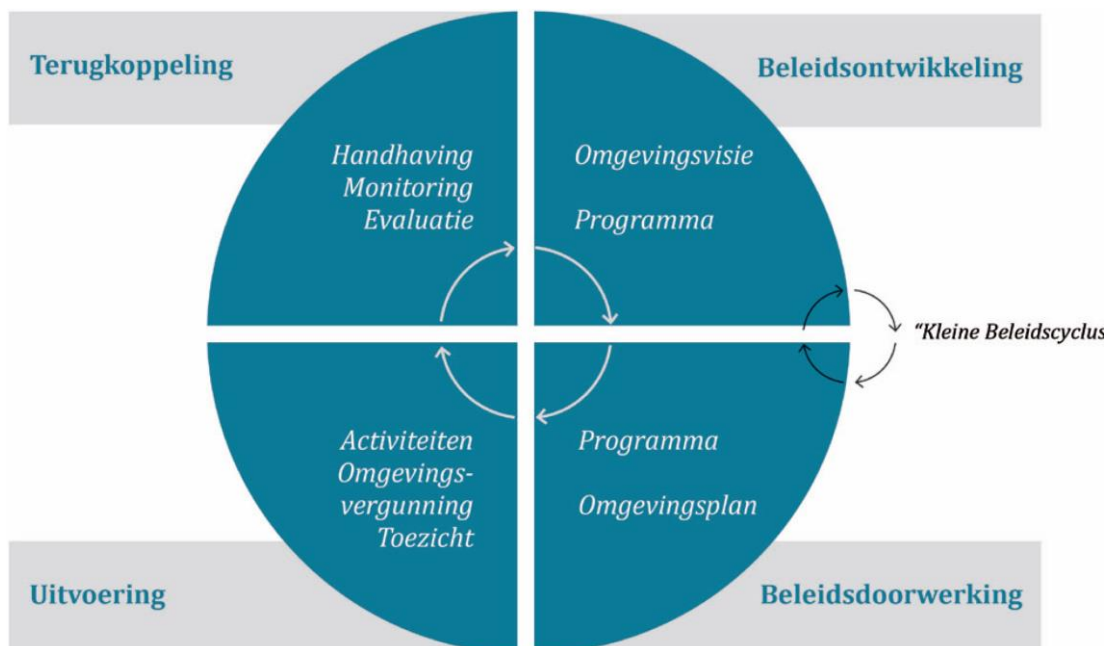 Terugkoppeling
Beleidsontwikkeling
Handhaving
Monitoring
Evaluatie
Omgevingsvisie
Programma
"Kleine Beleidscyclus
Activiteiten
Omgevings-
vergunning
Toezicht
Programma
Omgevingsplan
Uitvoering
Beleidsdoorwerking